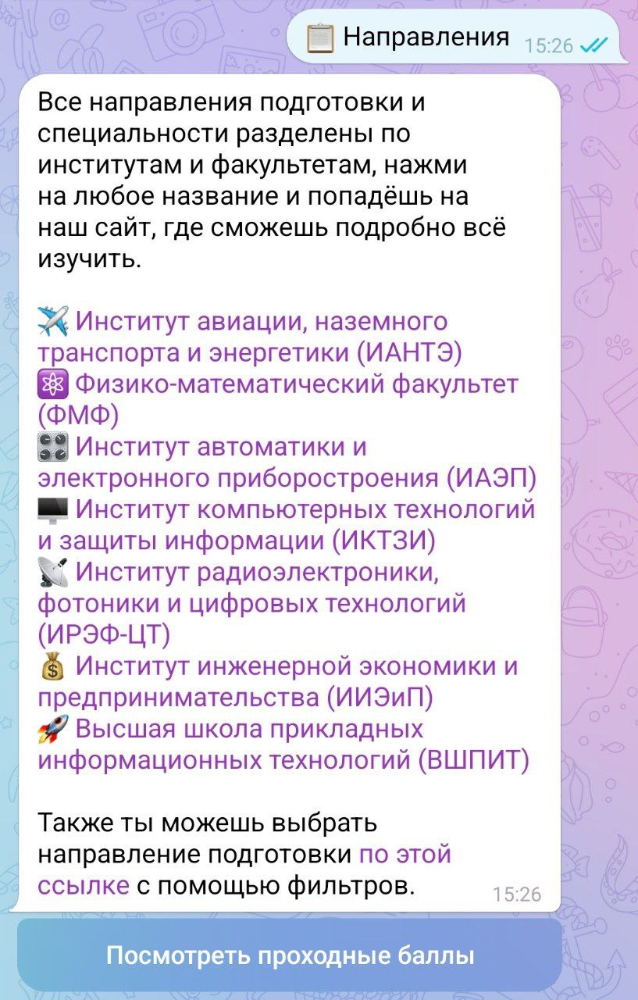 📋 Направления 15:26
Все направления подготовки и
специальности разделены по
институтам и факультетам, нажми
на любое название и попадёшь на
наш сайт, где сможешь подробно всё
изучить.
✈️ Институт авиации, наземного
транспорта и энергетики (ИАНТЭ)
⚛️ Физико-математический факультет
(ФМФ)
🎛 Институт автоматики и
электронного приборостроения (ИАЭП)
🖥 Институт компьютерных технологий
и защиты информации (ИКТЗИ)
📡 Институт радиоэлектроники,
фотоники и цифровых технологий
(ИРЭФ-ЦТ)
💰 Институт инженерной экономики и
предпринимательства (ИИЭиП)
🚀 Высшая школа прикладных
информационных технологий (ВШПИТ)
Также ты можешь выбрать
направление подготовки по этой
ссылке с помощью фильтров.
15:26
Посмотреть проходные баллы